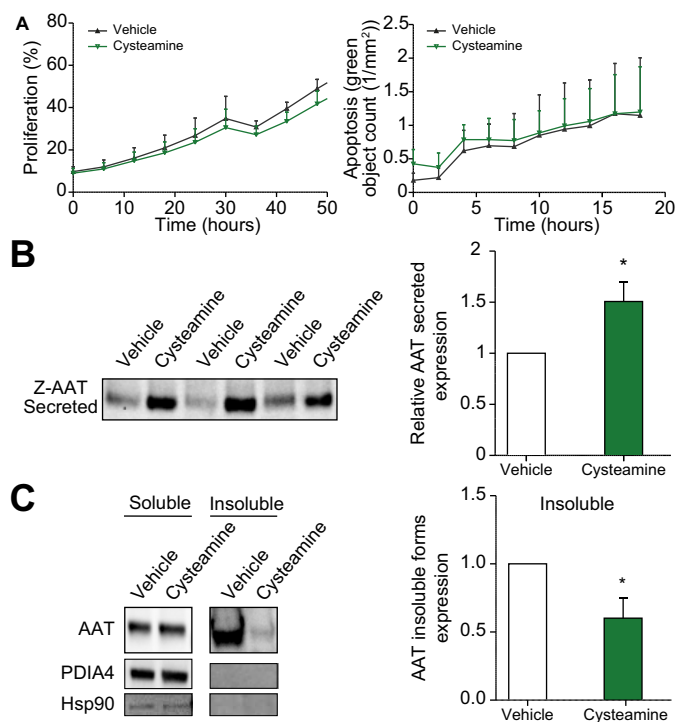 A
Proliferation (%)
80
60
40
20
0
Vehicle
Cysteamine
0 10 20 30 40 50
Time (hours)
Apoptosis (green
object count (1/mm²))
2.0
1.5
1.0
0.5
0
Vehicle
Cysteamine
0 5 10 15 20
Time (hours)
B
Vehicle
Cysteamine
Vehicle
Cysteamine
Vehicle
Cysteamine
Z-AAT
Secreted
Relative AAT secreted
expression
2
1.5
1
0.5
0
*
Vehicle Cysteamine
C
Soluble Insoluble
Vehicle
Cysteamine
Vehicle
Cysteamine
AAT
PDIA4
Hsp90
AAT insoluble forms
expression
1.5
1.0
0.5
0.0
Insoluble
*
Vehicle Cysteamine